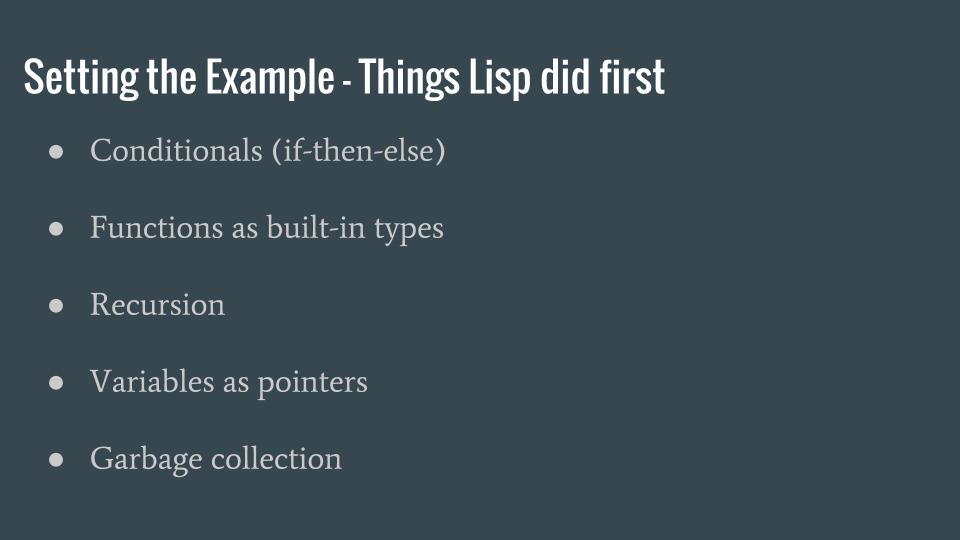 Setting the Example - Things Lisp did first
● Conditionals (if-then-else)
● Functions as built-in types
● Recursion
● Variables as pointers
● Garbage collection